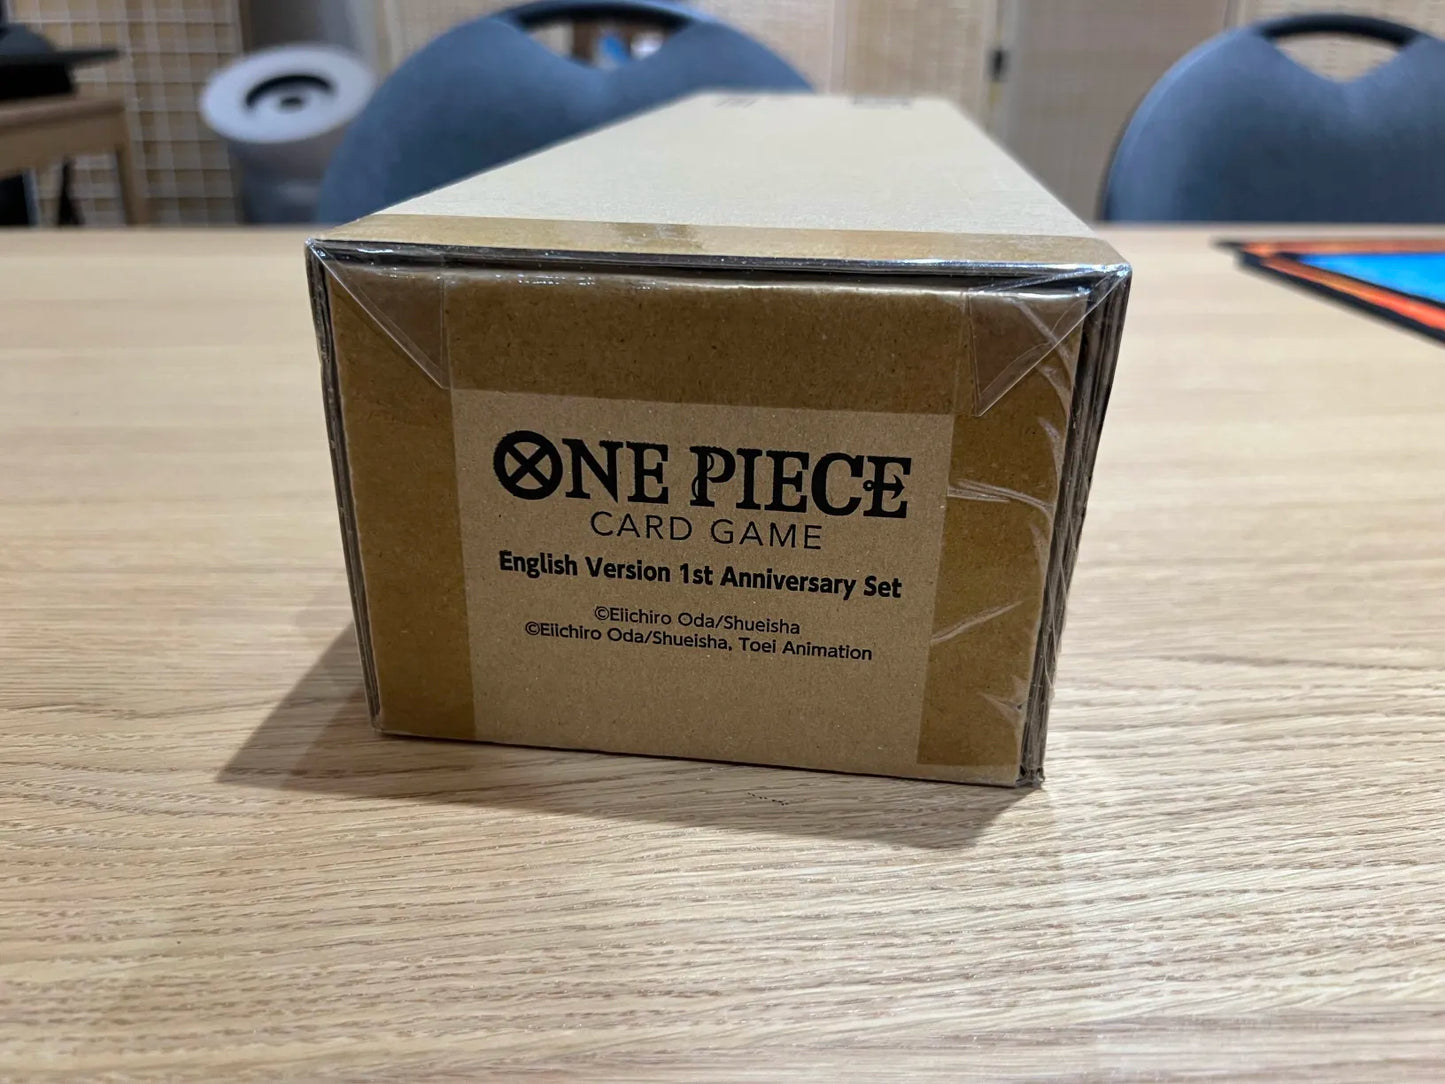 ONE PIECE
CARD GAME
English Version 1st Anniversary Set
©Eiichiro Oda/Shueisha
©Eiichiro Oda/Shueisha, Toei Animation